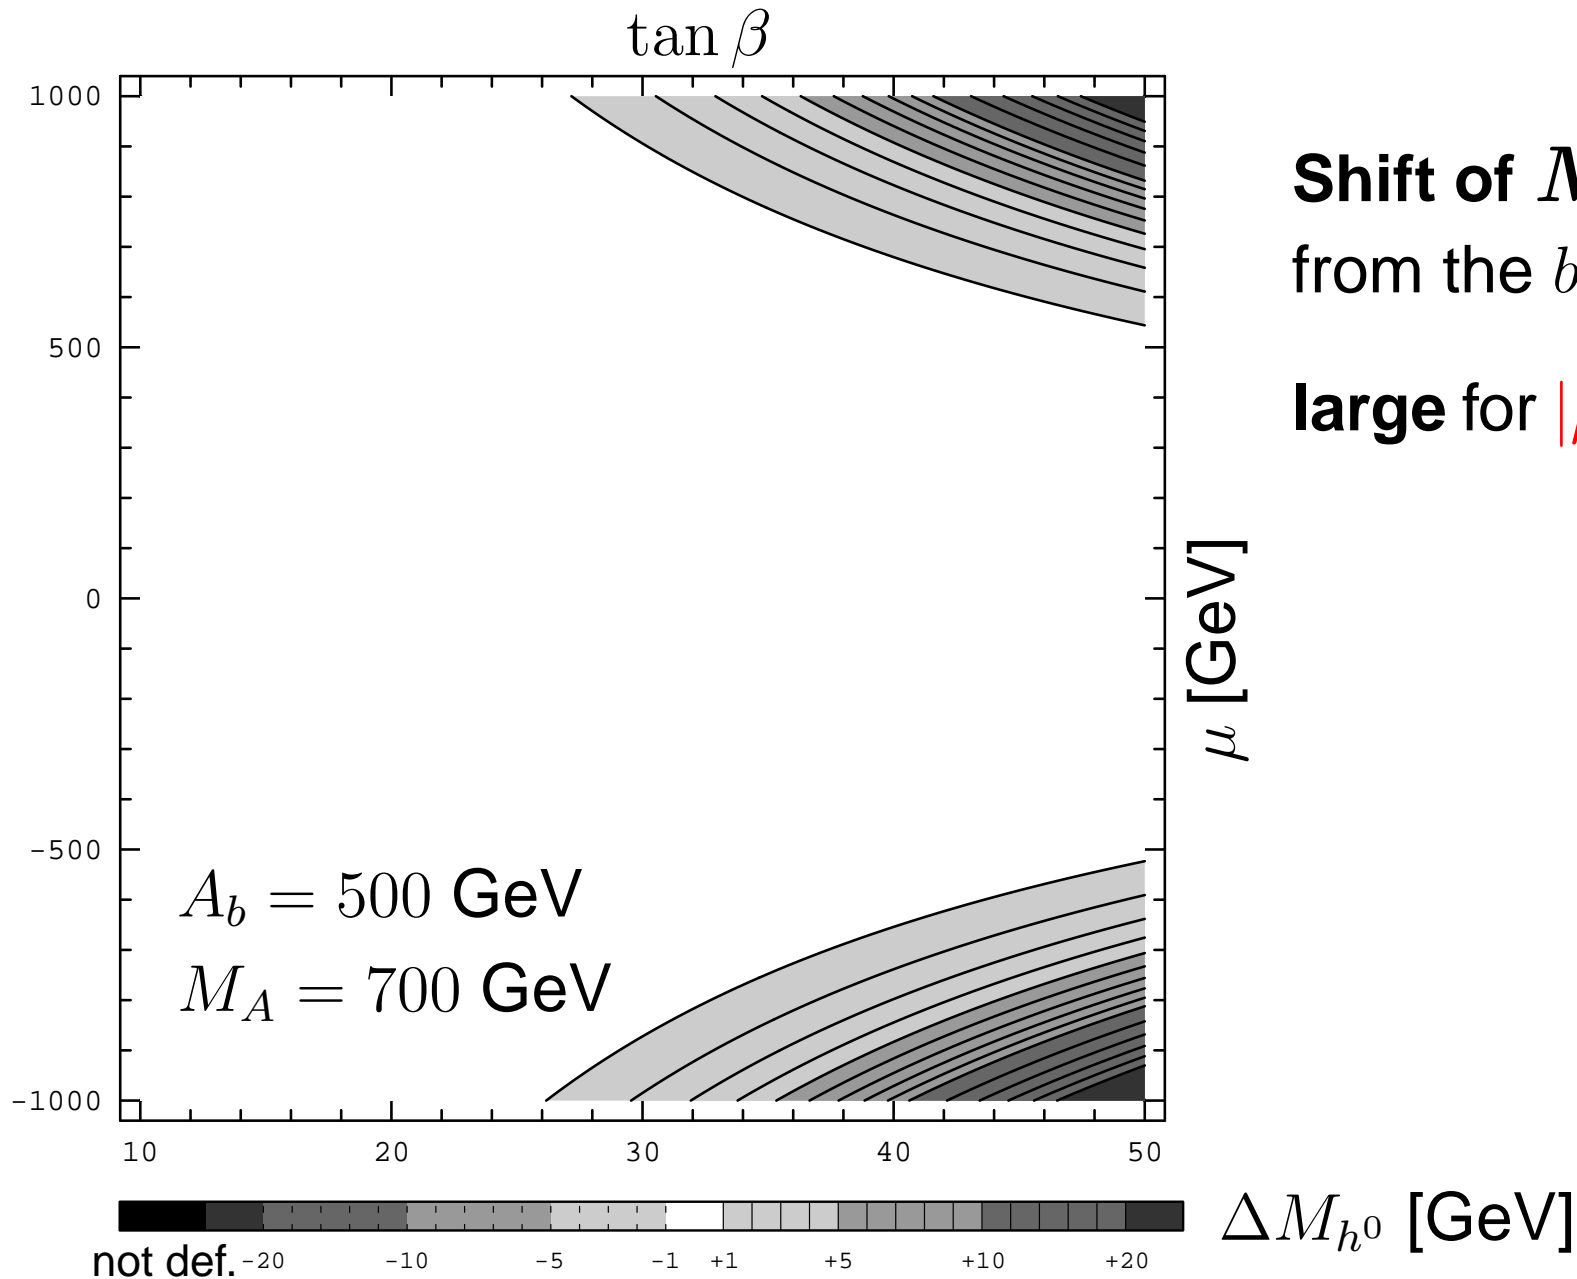 tan β
1000
500
0
-500
-1000
μ [GeV]
A_b = 500 GeV
M_A = 700 GeV
10 20 30 40 50
not def. -20 -10 -5 -1 +1 +5 +10 +20
ΔM_{h^0} [GeV]
Shift of
from the b
large for |